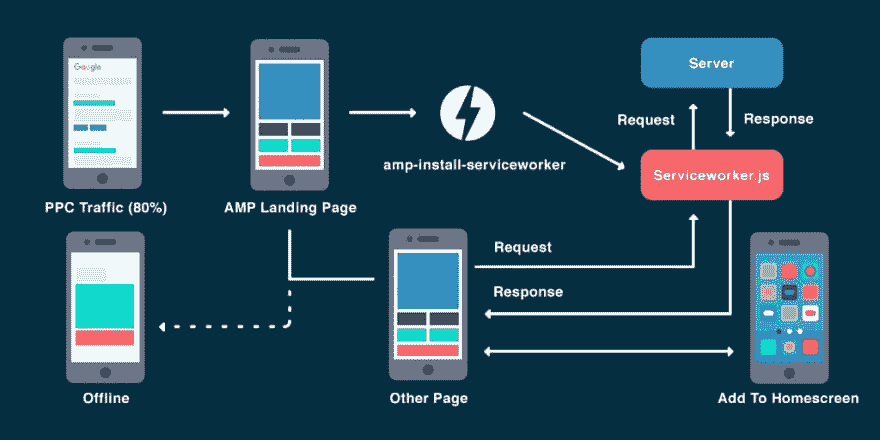 Google
PPC Traffic (80%)
AMP Landing Page
amp-install-serviceworker
Server
Request
Response
Serviceworker.js
Request
Response
Offline
Other Page
Add To Homescreen